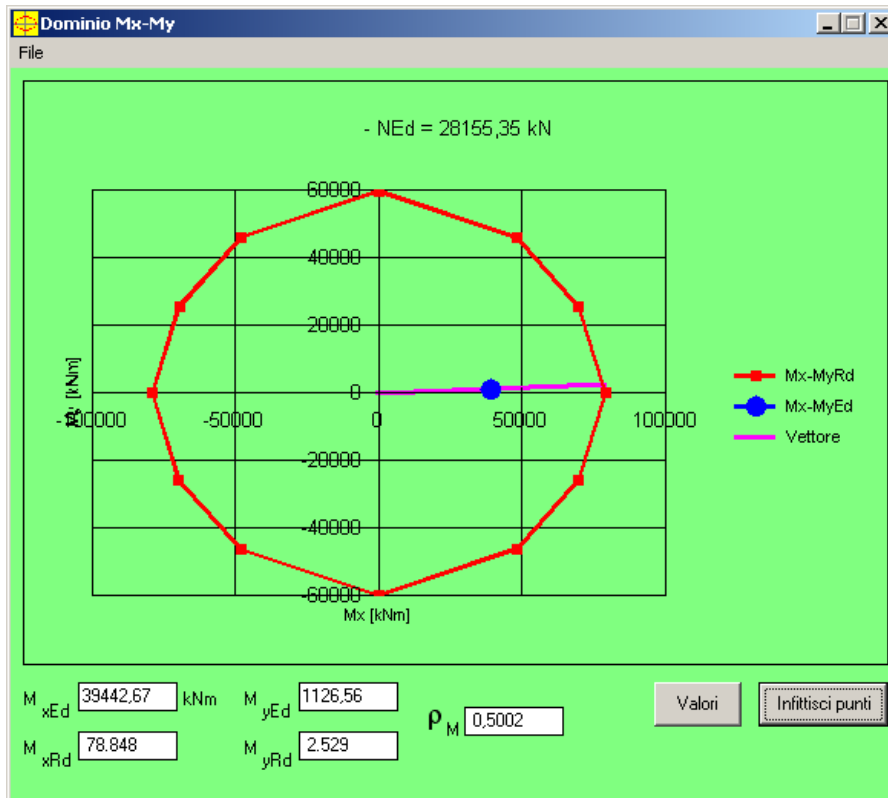 Dominio Mx-My
File
- NEd = 28155,35 kN
60000
40000
20000
0
-100000 -50000 0 50000 100000
-20000
-40000
-60000
Mx [kNm]
[kNm]
Mx-MyRd
Mx-MyEd
Vettore
M xEd 39442,67 kNm M yEd 1126,56
ρ M 0,5002
M xRd 78.848 M yRd 2.529
Valori Infittisci punti